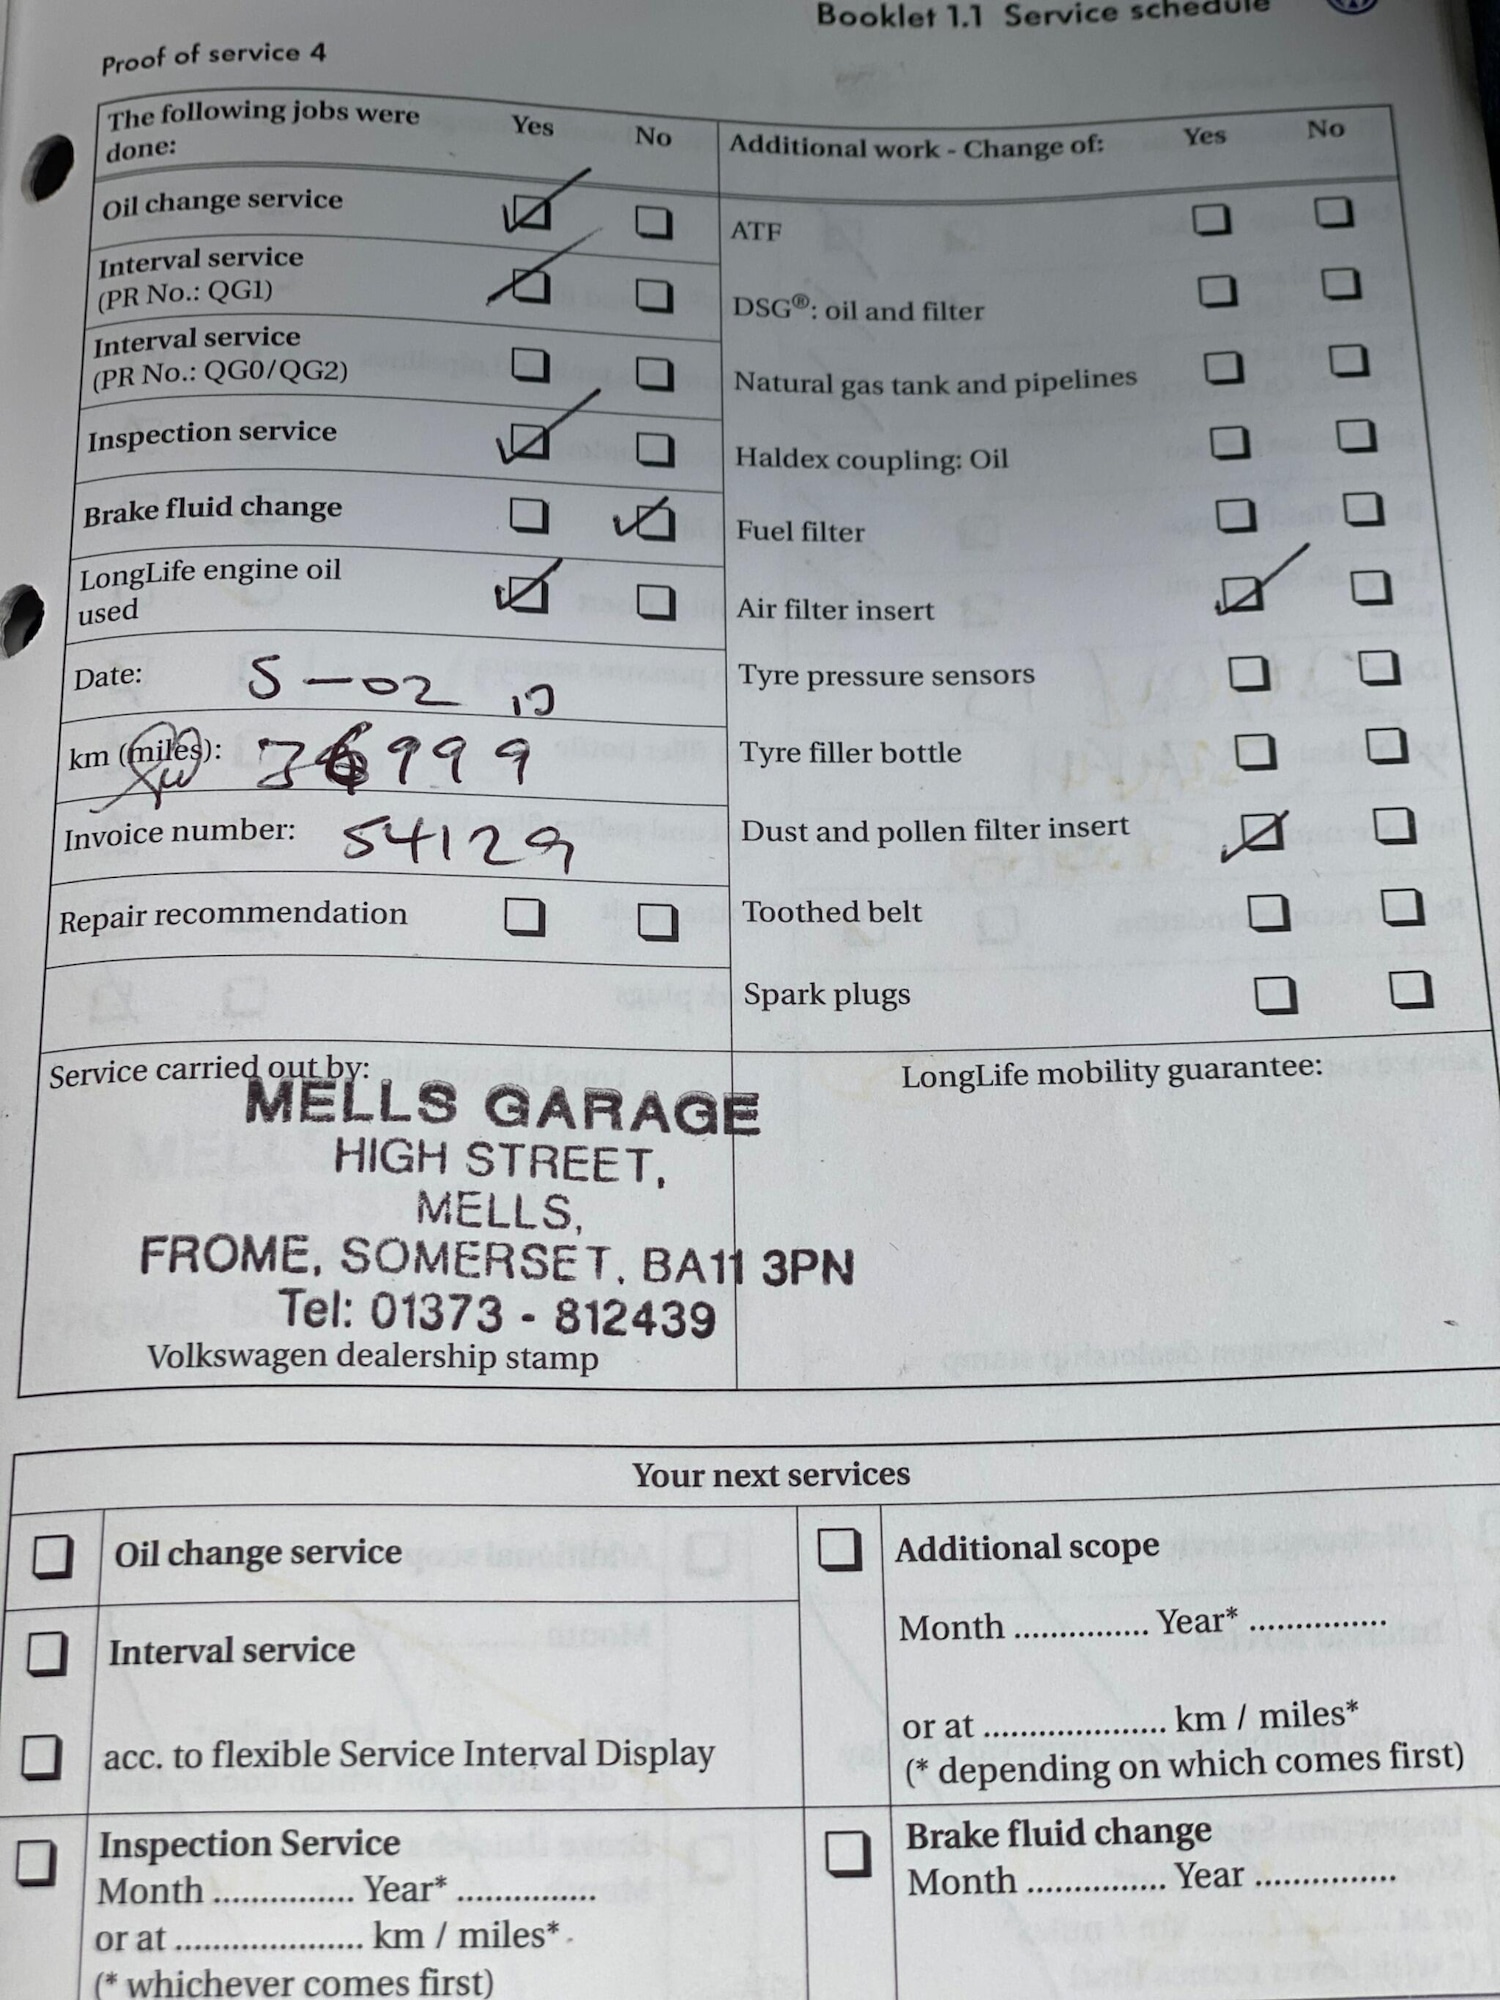 Booklet 1.1 Service schedule
Proof of service 4
The following jobs were done: Yes No
Oil change service
Interval service
(PR No.: QG1)
Interval service
(PR No.: QG0/QG2)
Inspection service
Brake fluid change
LongLife engine oil
used
Date: 5-02
km (miles): 36999
Invoice number: 54129
Repair recommendation
Additional work - Change of: Yes No
ATF
DSG®: oil and filter
Natural gas tank and pipelines
Haldex coupling: Oil
Fuel filter
Air filter insert
Tyre pressure sensors
Tyre filler bottle
Dust and pollen filter insert
Toothed belt
Spark plugs
Service carried out by:
MELLS GARAGE
HIGH STREET,
MELLS,
FROME, SOMERSET. BA11 3PN
Tel: 01373 - 812439
Volkswagen dealership stamp
LongLife mobility guarantee:
Your next services
Oil change service
Interval service
acc. to flexible Service Interval Display
Inspection Service
Month .............. Year* ..............
or at ................... km / miles*
(* whichever comes first)
Additional scope
Month .............. Year* ..............
or at ................... km / miles*
(* depending on which comes first)
Brake fluid change
Month .............. Year ..............